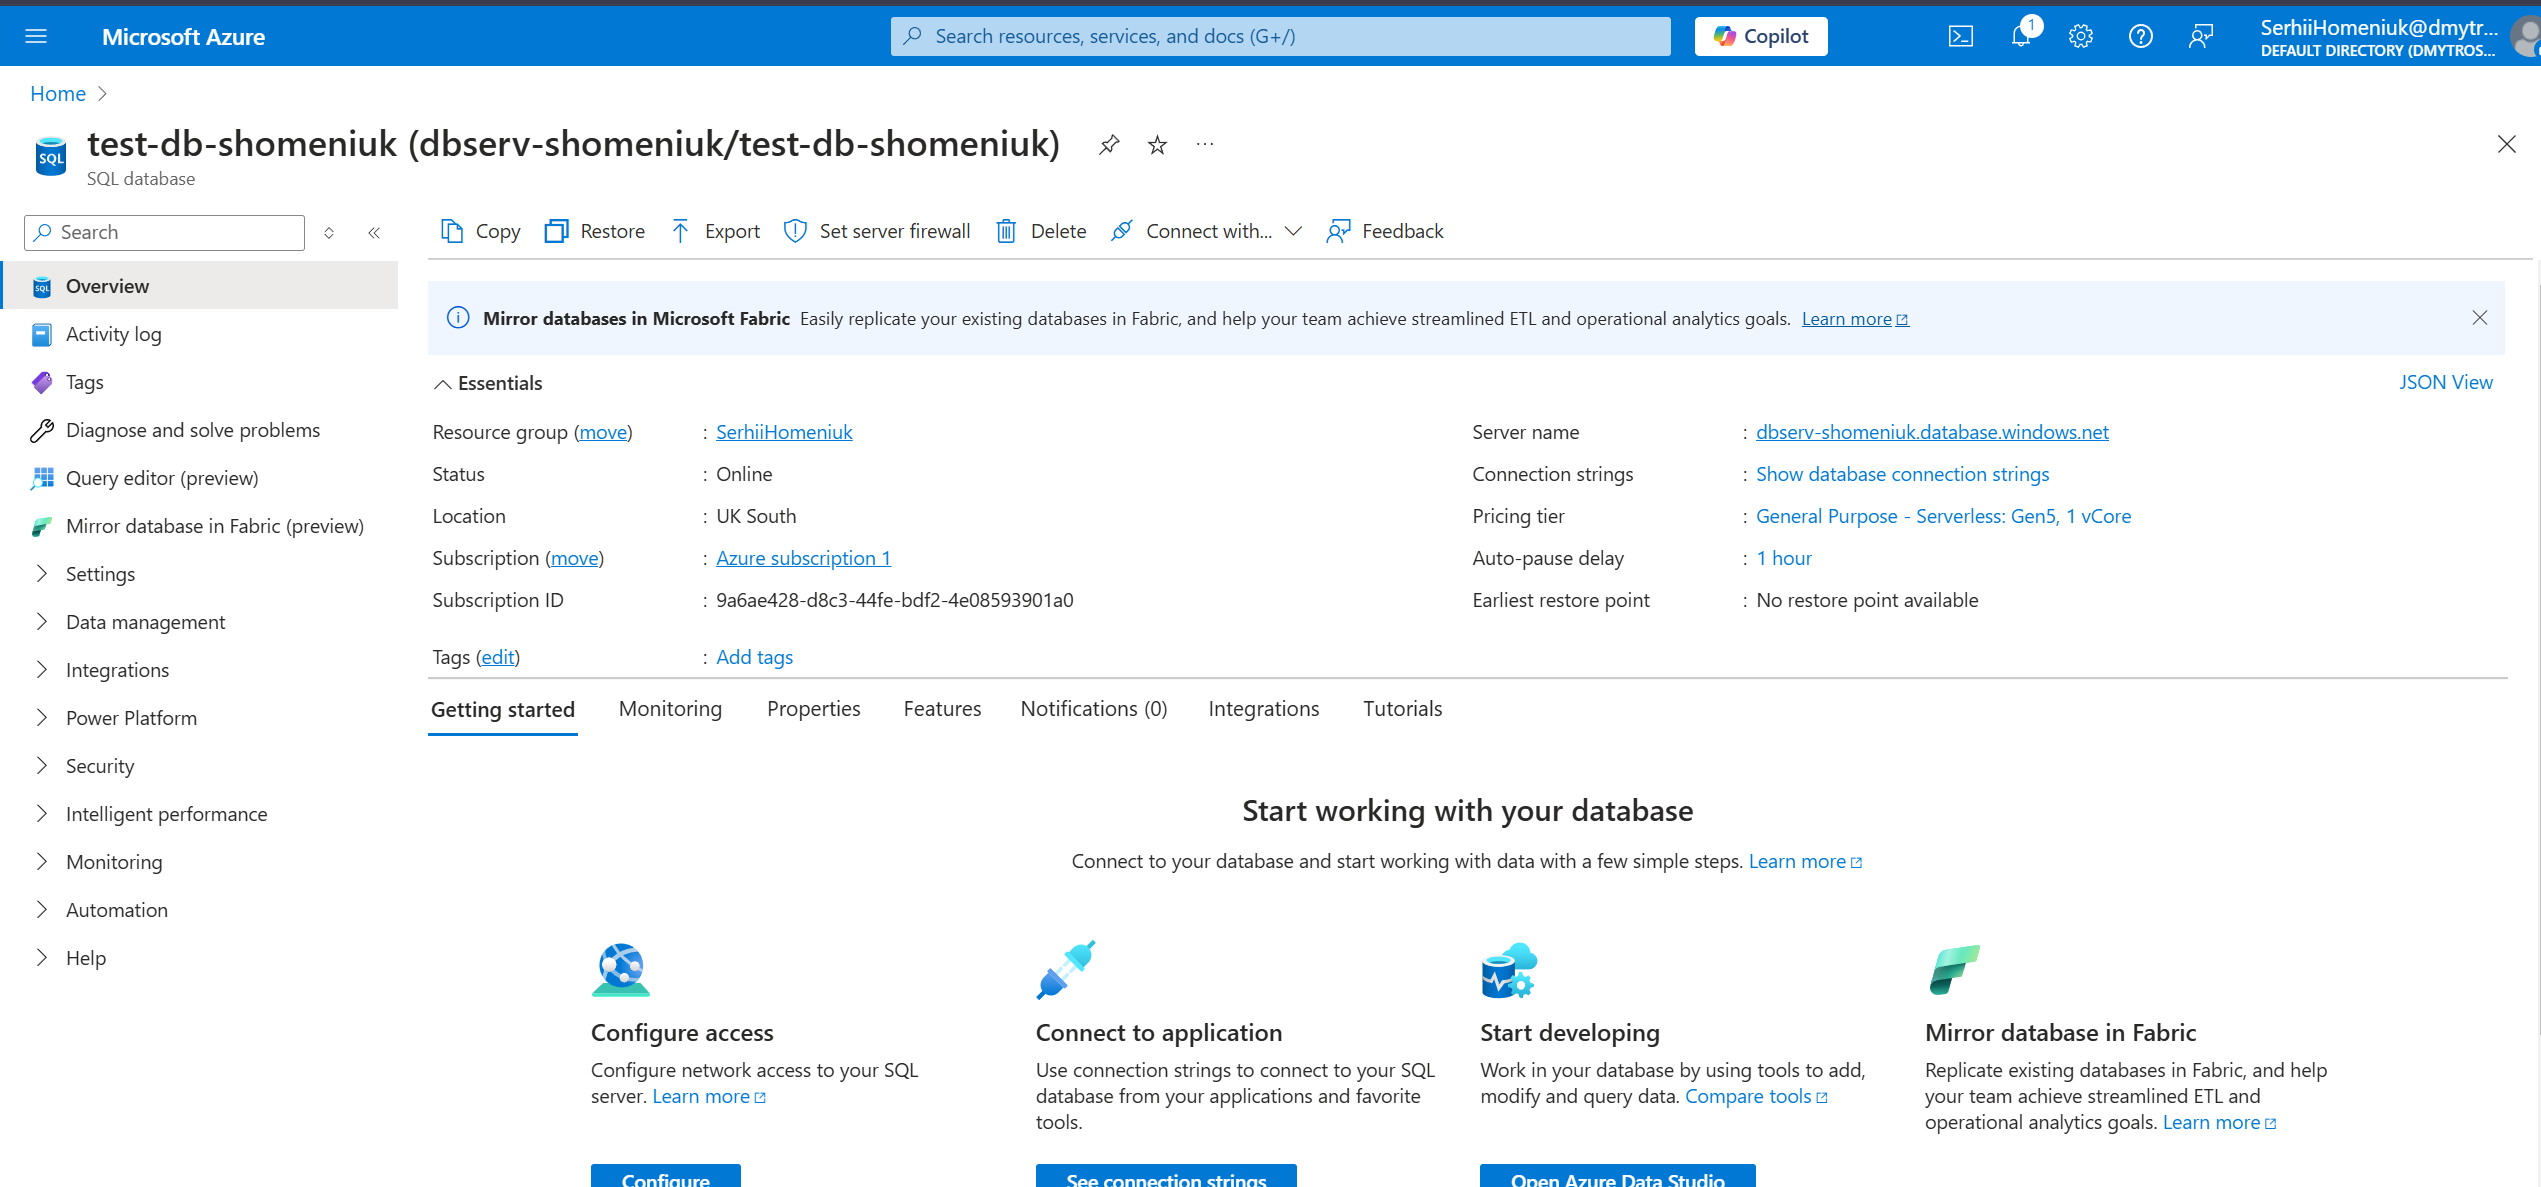 Microsoft Azure
Search resources, services, and docs (G+/)
Copilot
1
SerhiiHomeniuk@dmytr...
DEFAULT DIRECTORY (DMYTROS...
Home
test-db-shomeniuk (dbserv-shomeniuk/test-db-shomeniuk)
SQL
SQL database
Search
Copy
Restore
Export
Set server firewall
Delete
Connect with...
Feedback
Overview
Activity log
Tags
Diagnose and solve problems
Query editor (preview)
Mirror database in Fabric (preview)
Settings
Data management
Integrations
Power Platform
Security
Intelligent performance
Monitoring
Automation
Help
Mirror databases in Microsoft Fabric Easily replicate your existing databases in Fabric, and help your team achieve streamlined ETL and operational analytics goals. Learn more
Essentials
JSON View
Resource group (move) : SerhiiHomeniuk
Status : Online
Location : UK South
Subscription (move) : Azure subscription 1
Subscription ID : 9a6ae428-d8c3-44fe-bdf2-4e08593901a0
Tags (edit) : Add tags
Server name : dbserv-shomeniuk.database.windows.net
Connection strings : Show database connection strings
Pricing tier : General Purpose - Serverless: Gen5, 1 vCore
Auto-pause delay : 1 hour
Earliest restore point : No restore point available
Getting started
Monitoring
Properties
Features
Notifications (0)
Integrations
Tutorials
Start working with your database
Connect to your database and start working with data with a few simple steps. Learn more
Configure access
Configure network access to your SQL
server. Learn more
Configure
Connect to application
Use connection strings to connect to your SQL
database from your applications and favorite
tools.
See connection strings
Start developing
Work in your database by using tools to add,
modify and query data. Compare tools
Open Azure Data Studio
Mirror database in Fabric
Replicate existing databases in Fabric, and help
your team achieve streamlined ETL and
operational analytics goals. Learn more